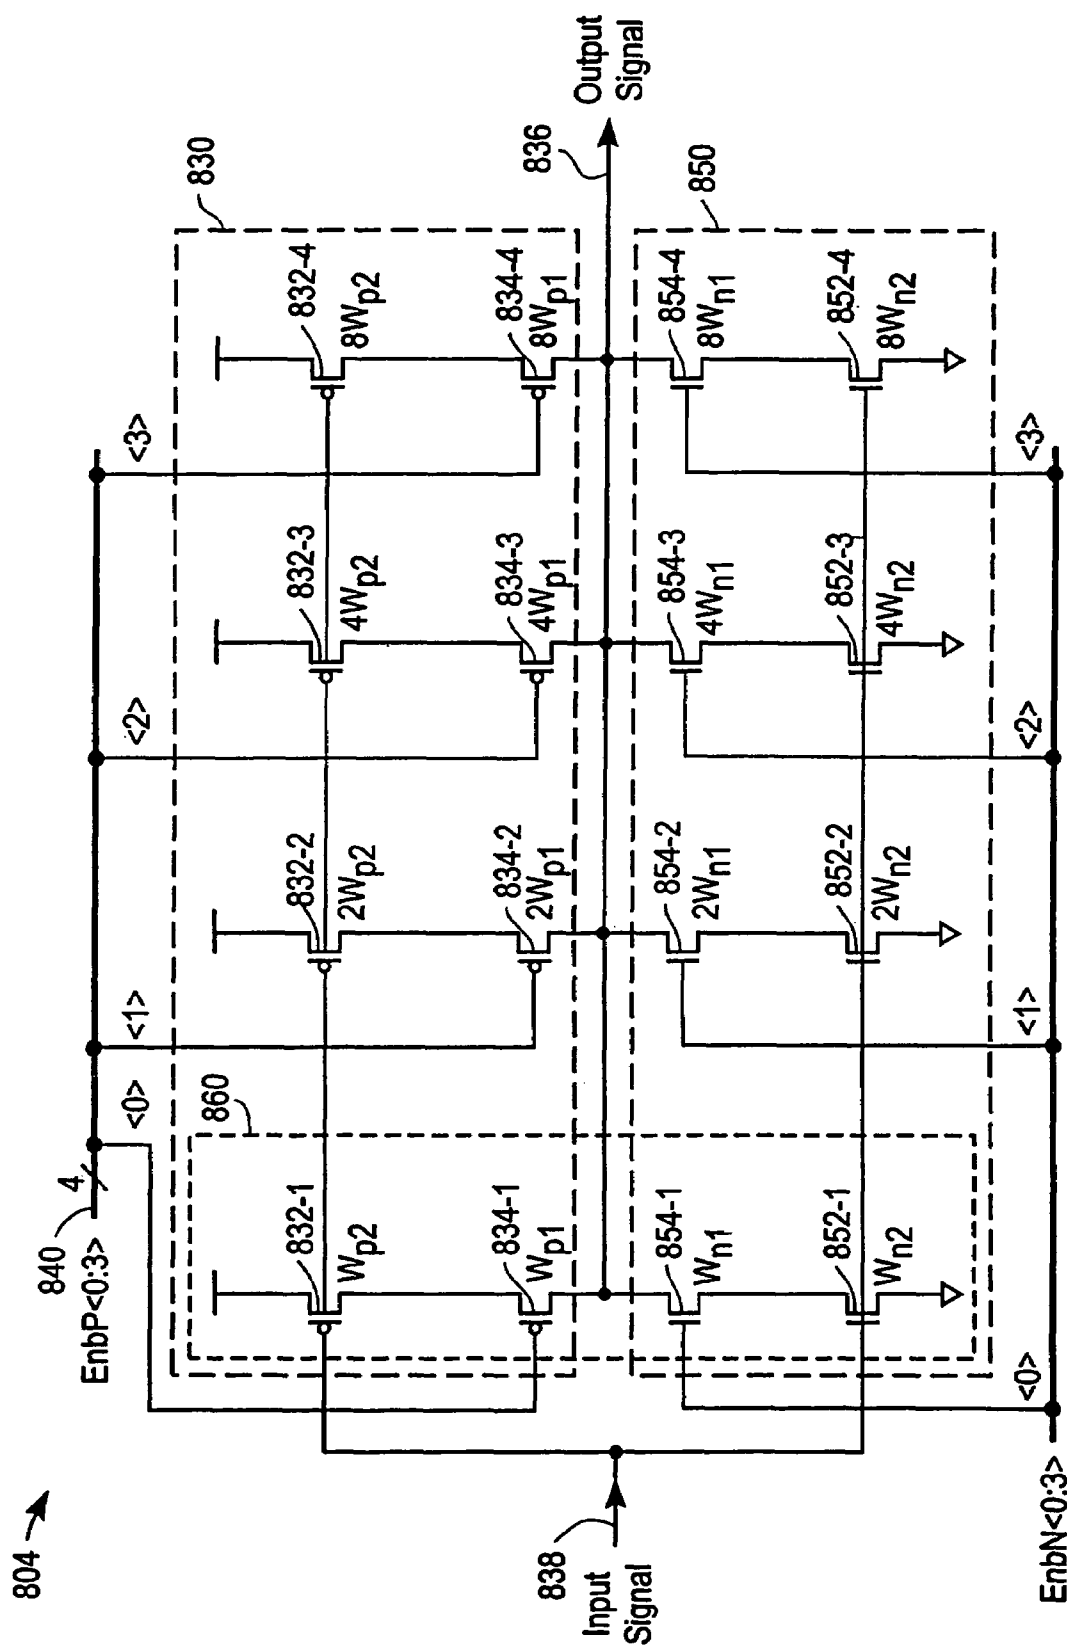 804
840
EnbP<0:3>
4
<0>
<1>
<2>
<3>
830
860
832-1
Wp2
832-2
2Wp2
832-3
4Wp2
832-4
8Wp2
834-1
Wp1
834-2
2Wp1
834-3
4Wp1
834-4
8Wp1
838
Input
Signal
836
Output
Signal
850
854-1
Wn1
854-2
2Wn1
854-3
4Wn1
854-4
8Wn1
852-1
Wn2
852-2
2Wn2
852-3
4Wn2
852-4
8Wn2
<0>
<1>
<2>
<3>
EnbN<0:3>